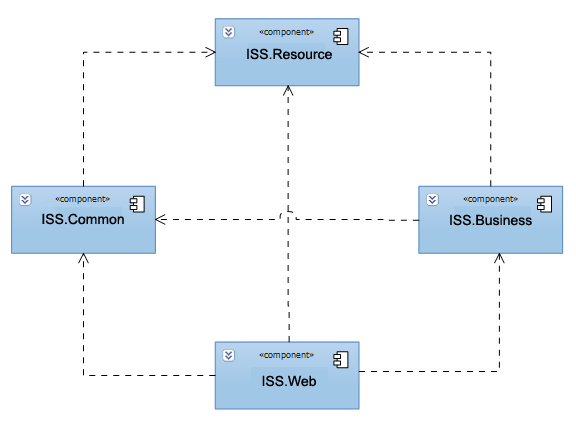 «component»
ISS.Resource
«component»
ISS.Common
«component»
ISS.Business
«component»
ISS.Web